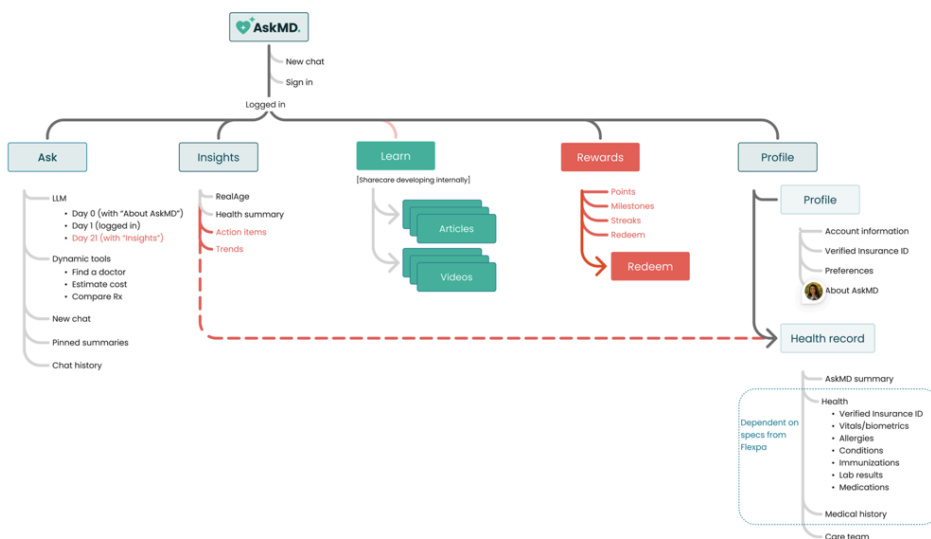 AskMD.
New chat
Sign in
Logged in
Ask
LLM
• Day 0 (with “About AskMD”)
• Day 1 (logged in)
• Day 21 (with “Insights”)
Dynamic tools
• Find a doctor
• Estimate cost
• Compare Rx
New chat
Pinned summaries
Chat history
Insights
RealAge
Health summary
Action items
Trends
Learn
[Sharecare developing internally]
Articles
Videos
Rewards
Points
Milestones
Streaks
Redeem
Redeem
Profile
Profile
Account information
Verified Insurance ID
Preferences
About AskMD
Health record
AskMD summary
Health
• Verified Insurance ID
• Vitals/biometrics
• Allergies
• Conditions
• Immunizations
• Lab results
• Medications
Medical history
Care team
Dependent on
specs from
Flexpa